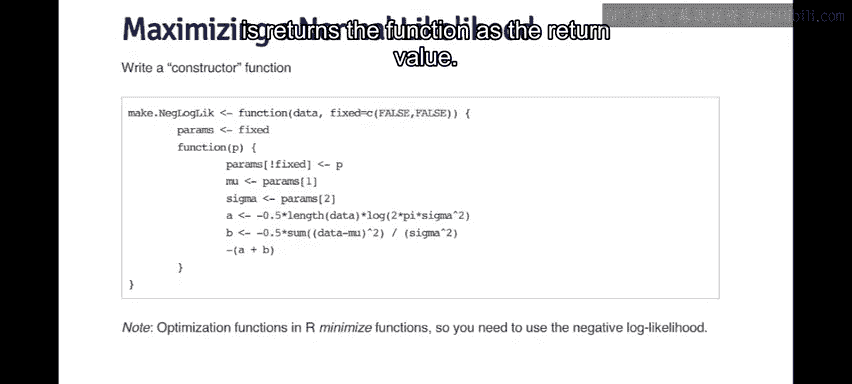 Maximizing a Normal Likelihood
is returns the function as the return
value.
Write a “constructor” function
make.NegLogLik <- function(data, fixed=c(FALSE,FALSE)) {
params <- fixed
function(p) {
params[!fixed] <- p
mu <- params[1]
sigma <- params[2]
a <- -0.5*length(data)*log(2*pi*sigma^2)
b <- -0.5*sum((data-mu)^2) / (sigma^2)
-(a + b)
}
}
Note: Optimization functions in R minimize functions, so you need to use the negative log-likelihood.